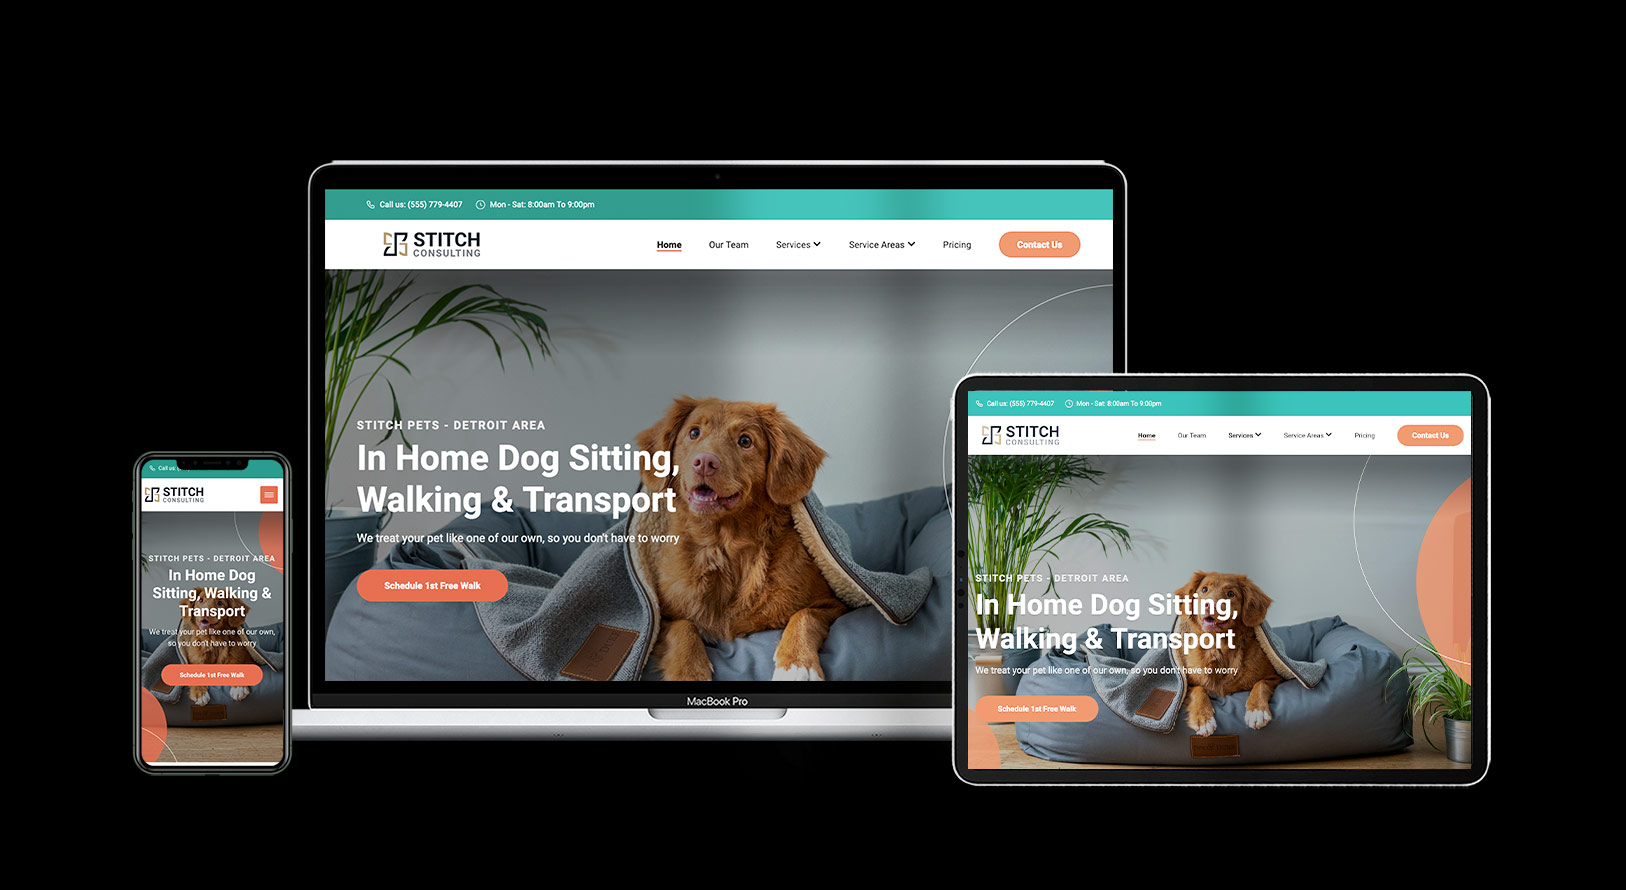 Call us: (555) 779-4407 Mon - Sat: 8:00am To 9:00pm
STITCH
CONSULTING
Home Our Team Services Service Areas Pricing Contact Us
STITCH PETS - DETROIT AREA
In Home Dog Sitting,
Walking & Transport
We treat your pet like one of our own, so you don't have to worry
Schedule 1st Free Walk
MacBook Pro
Call us:
STITCH
CONSULTING
STITCH PETS - DETROIT AREA
In Home Dog
Sitting, Walking &
Transport
We treat your pet like one of our own,
so you don't have to worry
Schedule 1st Free Walk
Call us: (555) 779-4407 Mon - Sat: 8:00am To 9:00pm
STITCH
CONSULTING
Home Our Team Services Service Areas Pricing Contact Us
STITCH PETS - DETROIT AREA
In Home Dog Sitting,
Walking & Transport
We treat your pet like one of our own, so you don't have to worry
Schedule 1st Free Walk